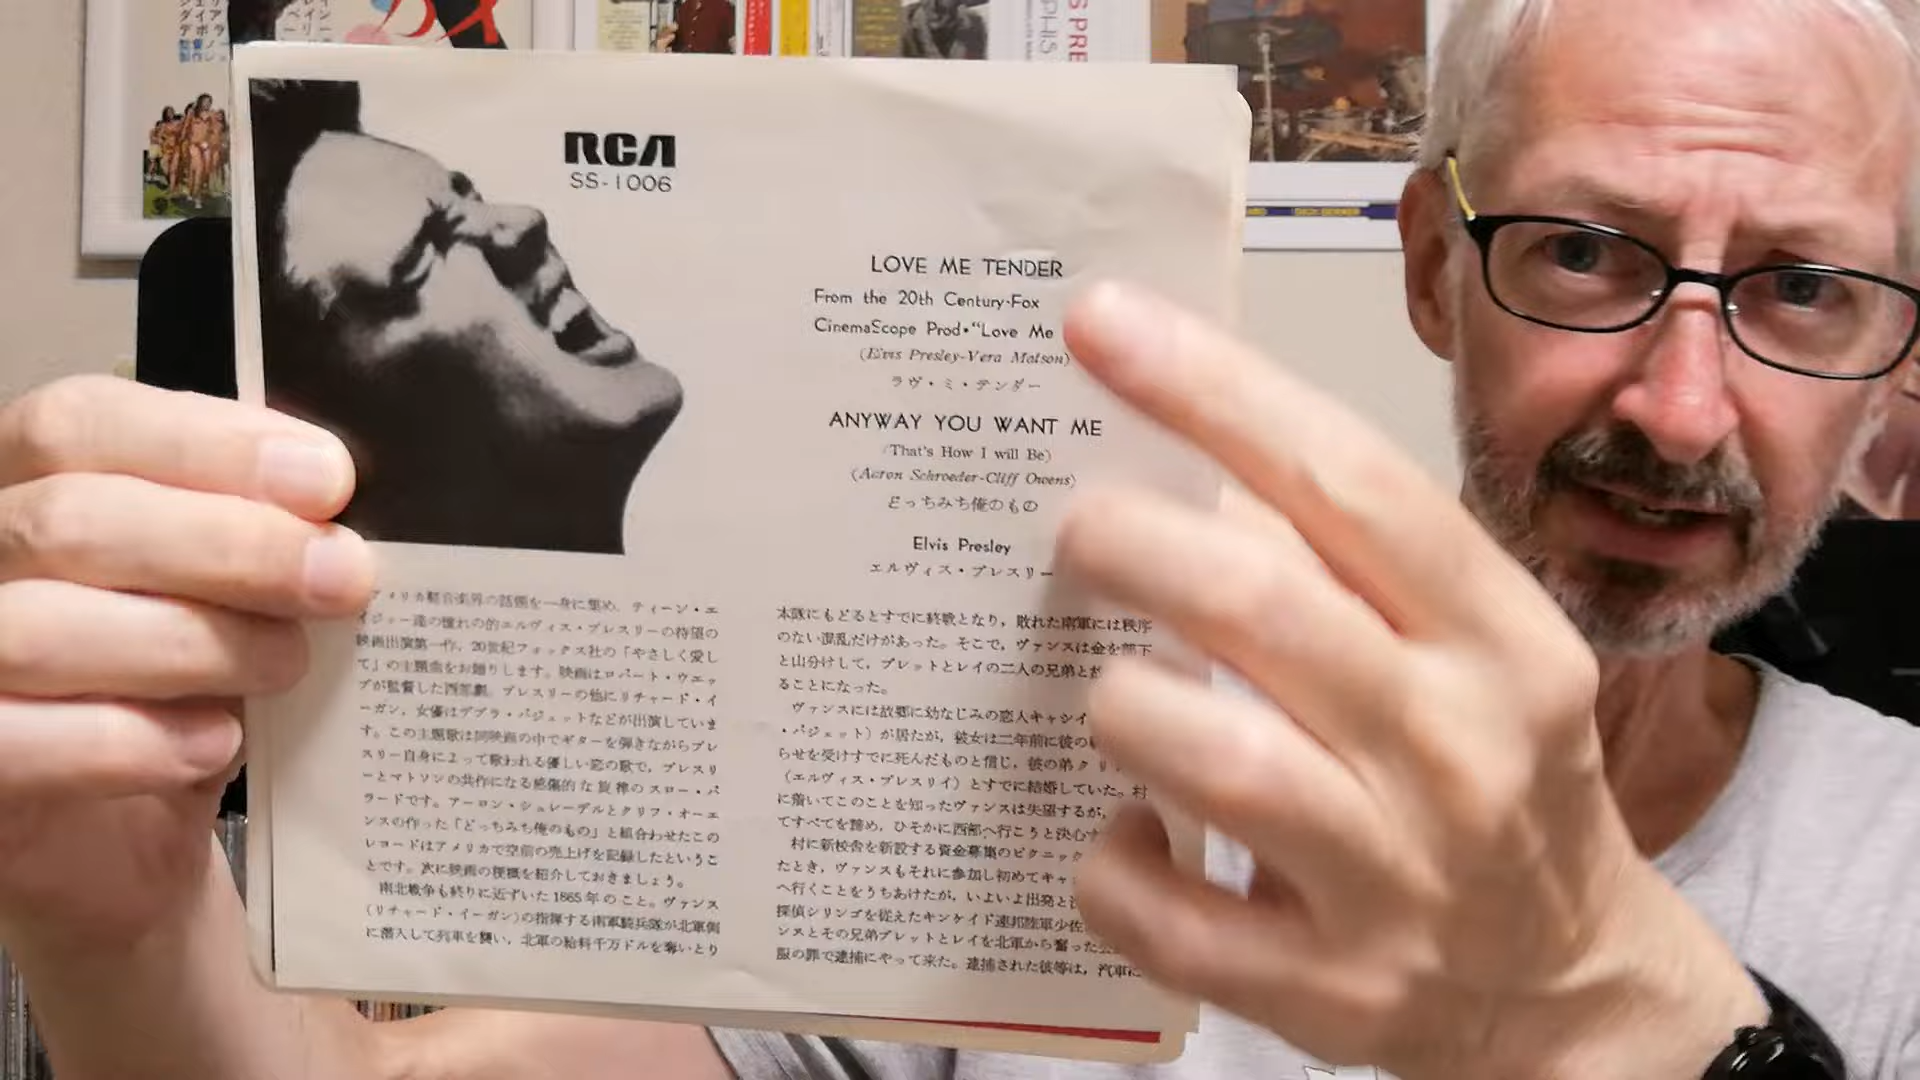 RCA
SS-1006
LOVE ME TENDER
From the 20th Century-Fox
CinemaScope Prod•"Love Me
(Elvis Presley-Vera Matson)
ラヴ・ミ・テンダー
ANYWAY YOU WANT ME
(That's How I will Be)
(Aaron Schroeder-Cliff Owens)
どっちみち俺のもの
Elvis Presley
エルヴィス・プレスリー
アメリカ軽音楽界の話題を一身に集め、ティーン・エ
イジャー達の憧れの的エルヴィス・プレスリーの待望の
映画出演第一作、20世紀フォックス社の「やさしく愛し
て」の主題曲をお贈りします。映画はロバート・ウエッ
ブが監督した西部劇。プレスリーの他にリチャード・イ
ーガン、女優はデブラ・パジェットなどが出演していま
す。この主題歌は同映画の中でギターを弾きながらプレ
スリー自身によって歌われる優しい恋の歌で、プレスリ
ーとマトソンの共作になる感傷的な旋律のスロー・バ
ラードです。アーロン・シュレーデルとクリフ・オーエ
ンスの作った「どっちみち俺のもの」と組合わせたこの
レコードはアメリカで空前の売上げを記録したというこ
とです。次に映画の梗概を紹介しておきましょう。
南北戦争も終りに近ずいた1865年のこと。ヴァンス
(リチャード・イーガン)の指揮する南軍騎兵隊が北軍側
に潜入して列車を襲い、北軍の給料千万ドルを奪いとり
本隊にもどるとすでに終戦となり，敗れた南軍には秩序
のない混乱だけがあった。そこで，ヴァンスは金を部下
と山分けして，ブレットとレイの二人の兄弟と
ることになった。
ヴァンスには故郷に幼なじみの恋人キャシイ
・パジェット）が居たが，彼女は二年前に彼の
らせを受けすでに死んだものと信じ，彼の弟クリ
（エルヴィス・プレスリイ）とすでに結婚していた。村
に着いてこのことを知ったヴァンスは失望するが，
てすべてを諦め，ひそかに西部へ行こうと決心
村に新校舎を新設する資金募集のピクニック
たとき，ヴァンスもそれに参加し初めてキャ
へ行くことをうちあけたが，いよいよ出発と
探偵シリンゴを従えたキンケイド連邦陸軍少佐
ンスとその兄弟ブレットとレイを北軍から奮った
服の罪で逮捕にやって来た。逮捕された彼等は，汽車に